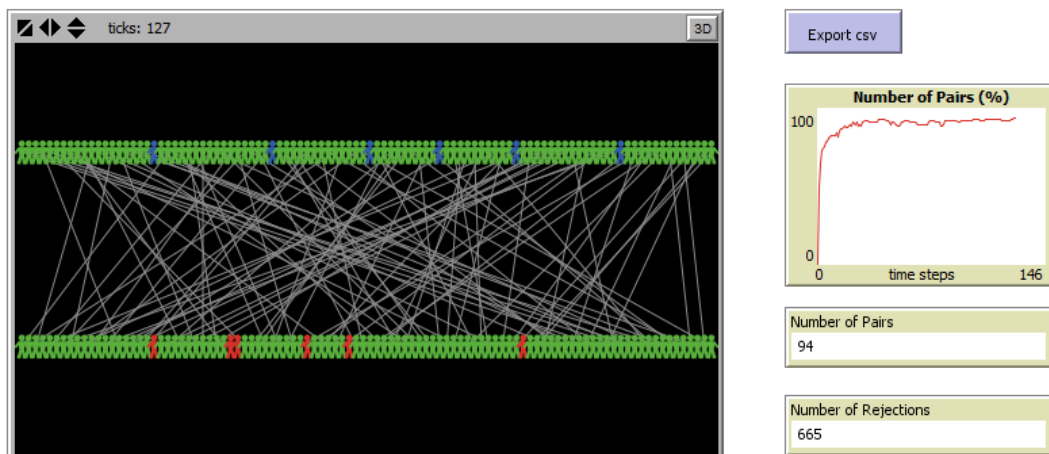 ticks: 127
3D
Export csv
Number of Pairs (%)
100
0
0 time steps 146
Number of Pairs
94
Number of Rejections
665